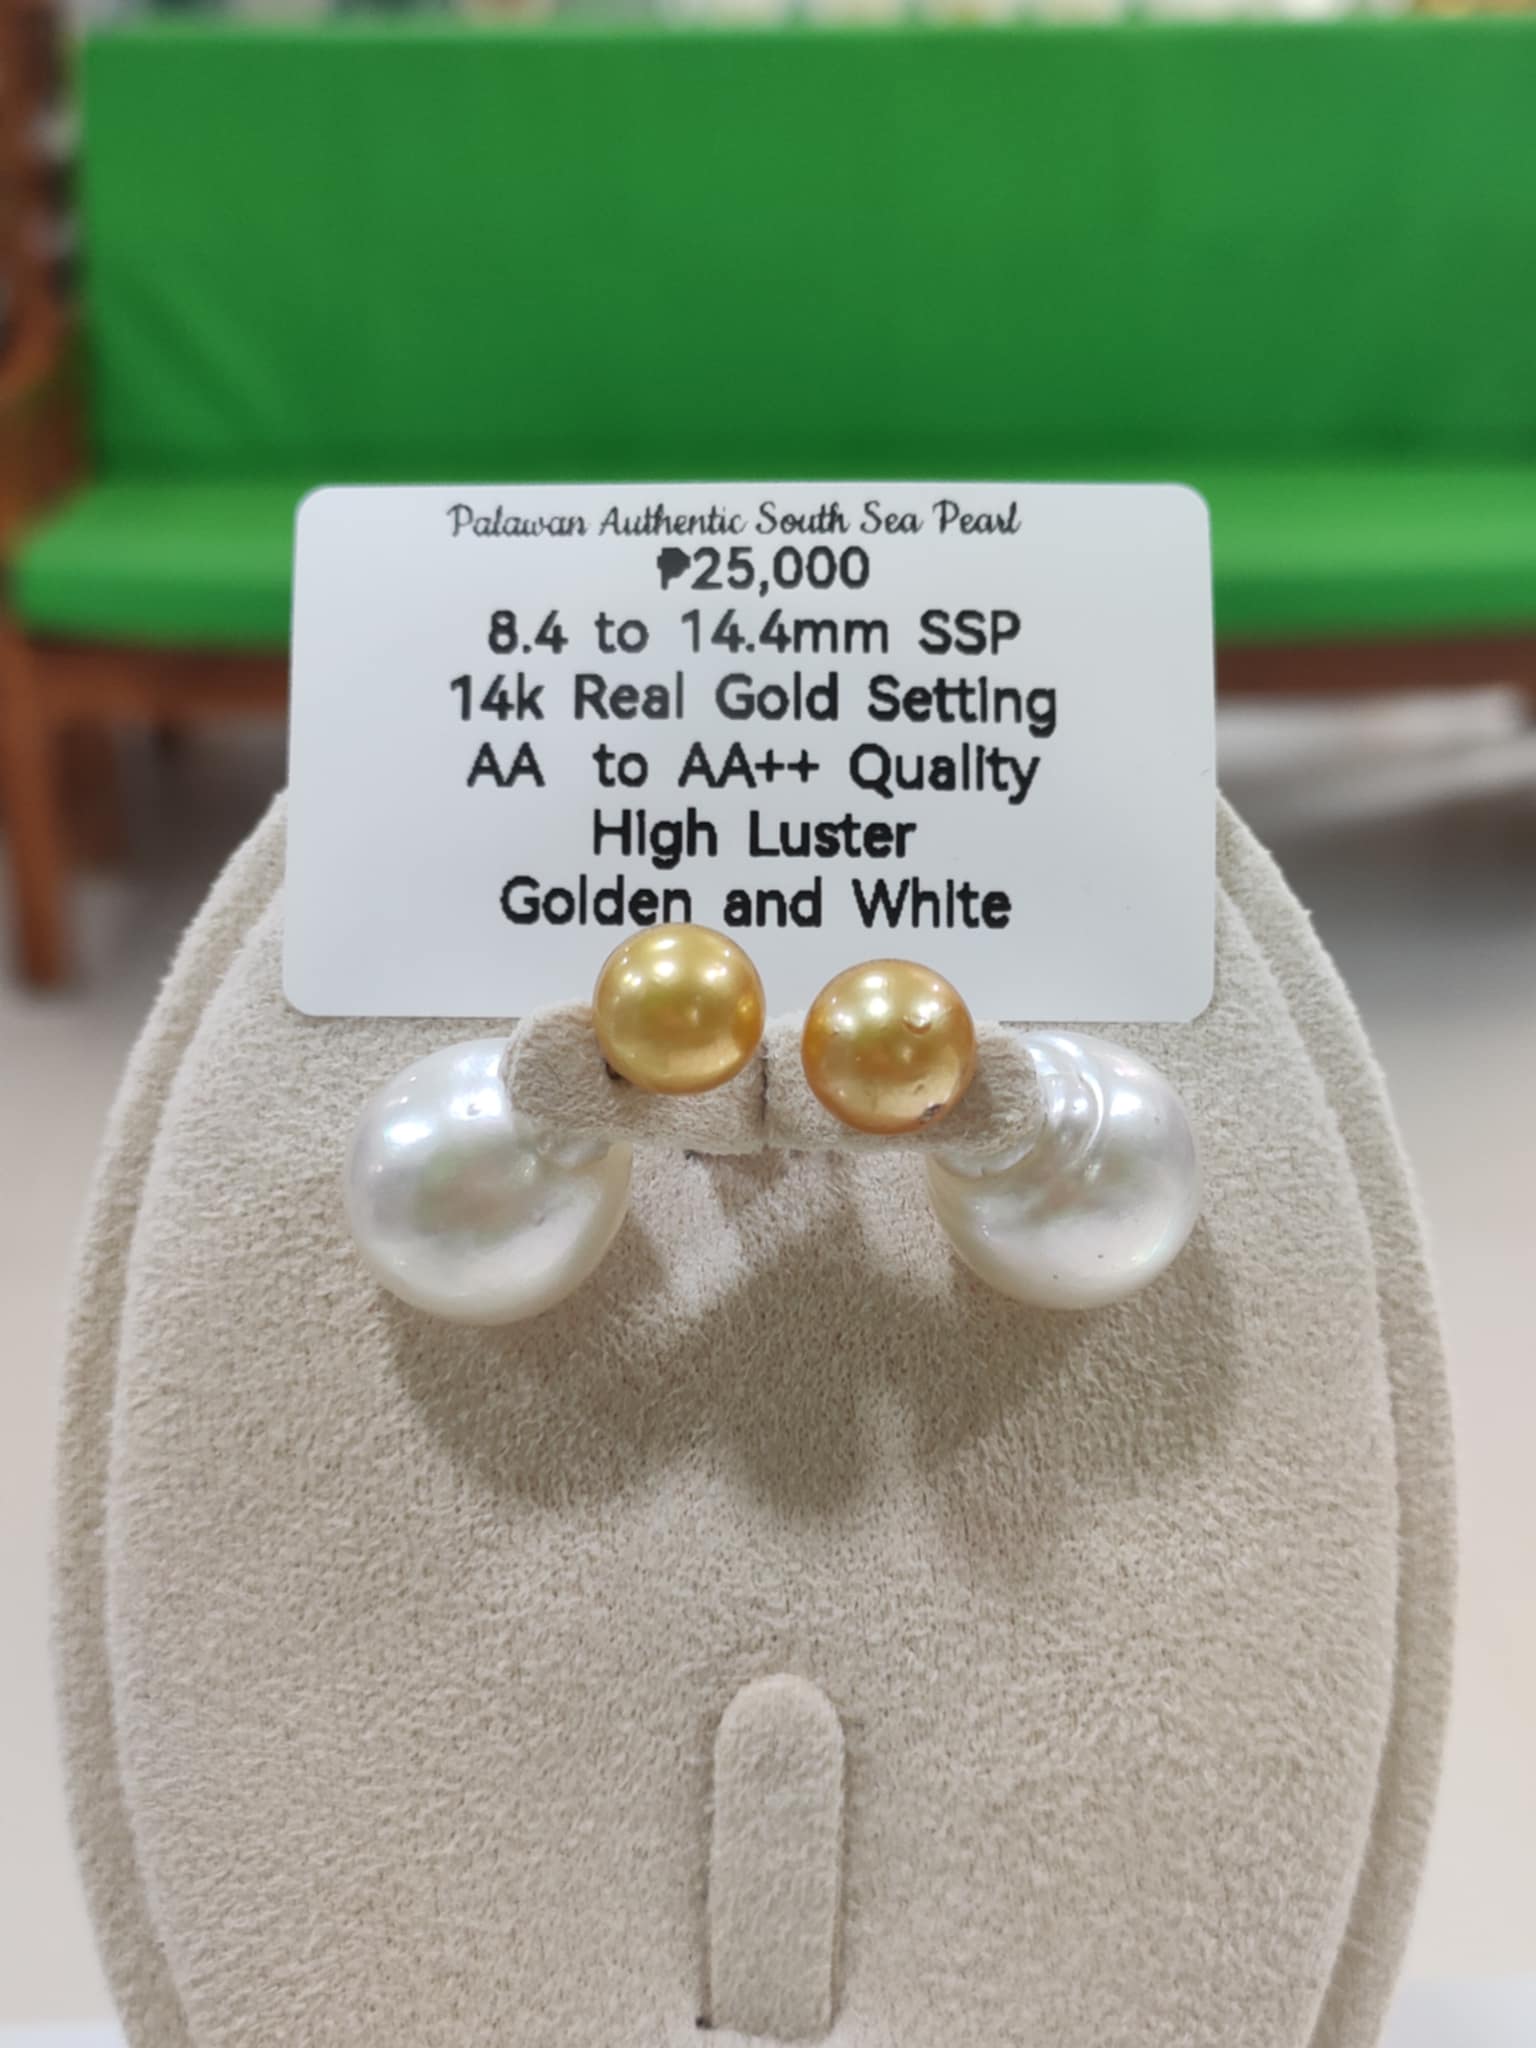 Palawan Authentic South Sea Pearl
₱25,000
8.4 to 14.4mm SSP
14k Real Gold Setting
AA to AA++ Quality
High Luster
Golden and White